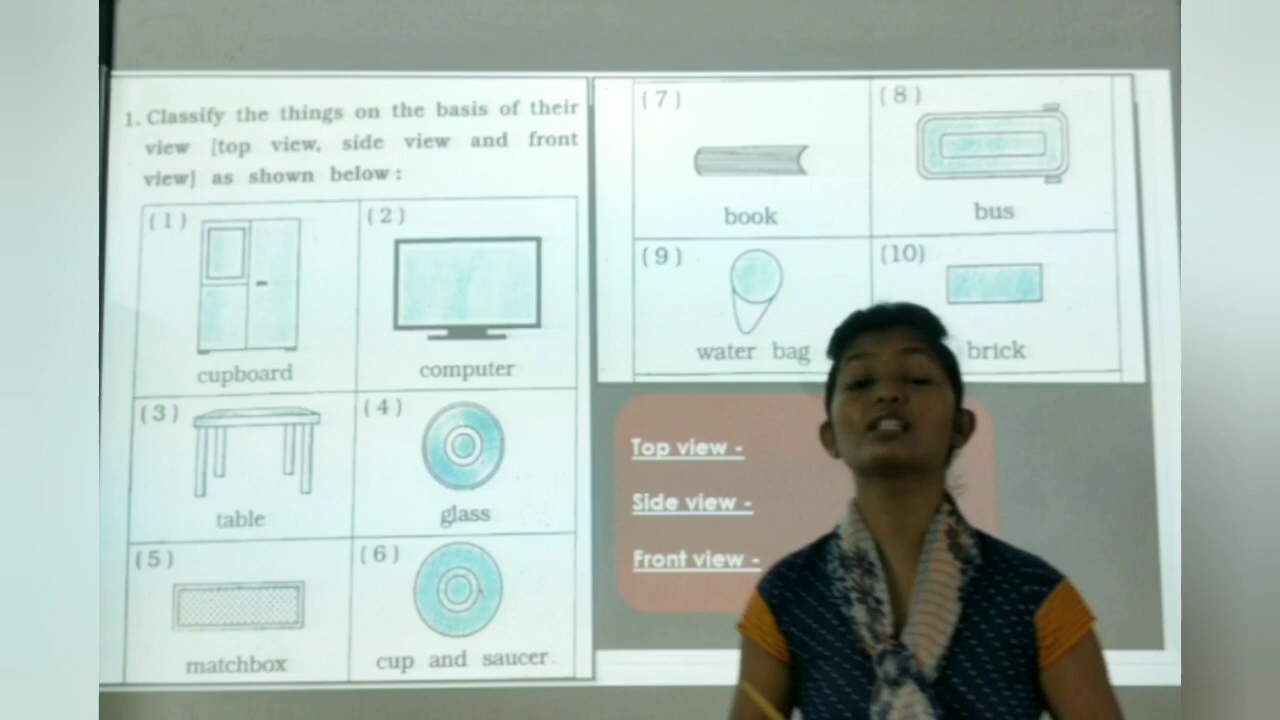 1. Classify the things on the basis of their
view [top view, side view and front
view] as shown below :
(1)
(2)
cupboard
computer
(3)
(4)
table
glass
(5)
(6)
matchbox
cup and saucer.
(7)
(8)
book
bus
(9)
(10)
water bag
brick
Top view -
Side view -
Front view -